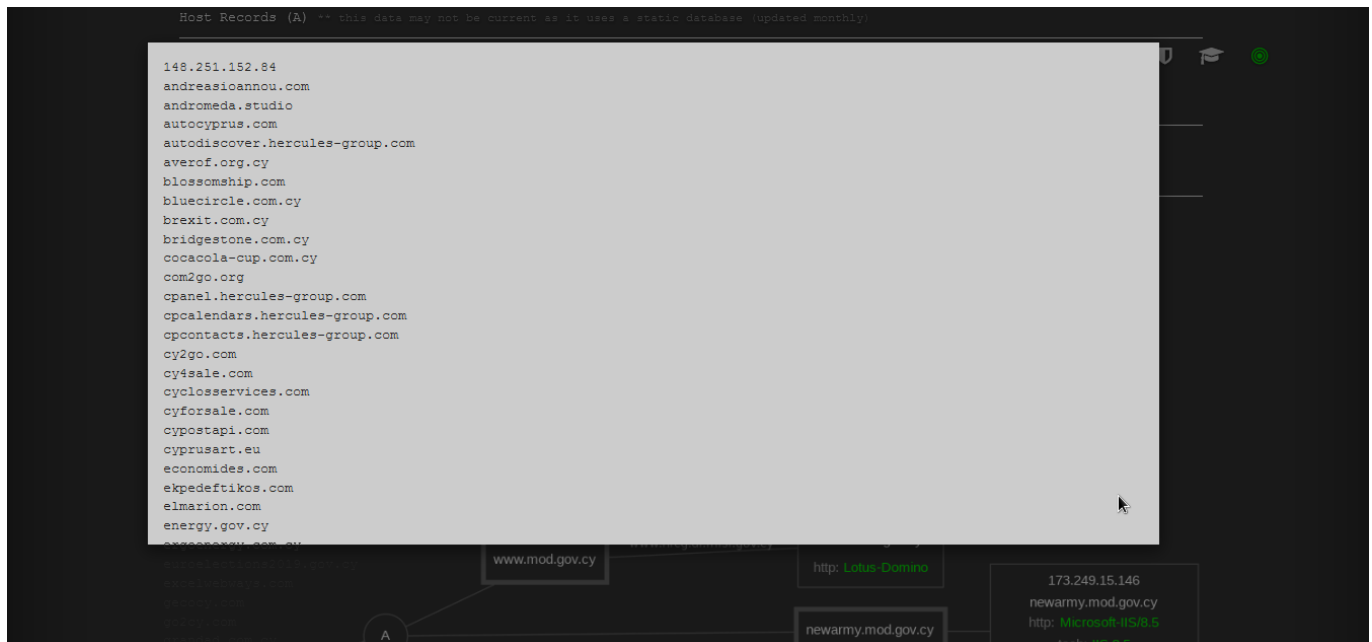 Host Records (A) ** this data may not be current as it uses a static database (updated monthly)
148.251.152.84
andreasioannou.com
andromeda.studio
autocyprus.com
autodiscover.hercules-group.com
averof.org.cy
blossomship.com
bluecircle.com.cy
brexit.com.cy
bridgestone.com.cy
cocacola-cup.com.cy
com2go.org
cpanel.hercules-group.com
cpcalendars.hercules-group.com
cpcontacts.hercules-group.com
cy2go.com
cy4sale.com
cyclosservices.com
cyforsale.com
cypostapi.com
cyprusart.eu
economides.com
ekpedeftikos.com
elmarion.com
energy.gov.cy
www.mod.gov.cy
http: Lotus-Domino
173.249.15.146
newarmy.mod.gov.cy
http: Microsoft-IIS/8.5
newarmy.mod.gov.cy
A